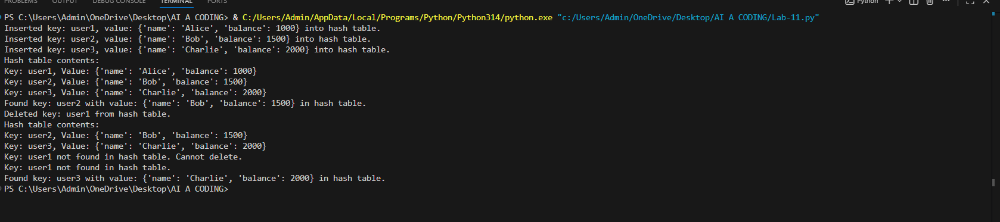 PROBLEMS OUTPUT DEBUG CONSOLE TERMINAL PORTS
Python
PS C:\Users\Admin\OneDrive\Desktop\AI A CODING> & C:/Users/Admin/AppData/Local/Programs/Python/Python314/python.exe "c:/Users/Admin/OneDrive/Desktop/AI A CODING/Lab-11.py"
Inserted key: user1, value: {'name': 'Alice', 'balance': 1000} into hash table.
Inserted key: user2, value: {'name': 'Bob', 'balance': 1500} into hash table.
Inserted key: user3, value: {'name': 'Charlie', 'balance': 2000} into hash table.
Hash table contents:
Key: user1, Value: {'name': 'Alice', 'balance': 1000}
Key: user2, Value: {'name': 'Bob', 'balance': 1500}
Key: user3, Value: {'name': 'Charlie', 'balance': 2000}
Found key: user2 with value: {'name': 'Bob', 'balance': 1500} in hash table.
Deleted key: user1 from hash table.
Hash table contents:
Key: user2, Value: {'name': 'Bob', 'balance': 1500}
Key: user3, Value: {'name': 'Charlie', 'balance': 2000}
Key: user1 not found in hash table. Cannot delete.
Key: user1 not found in hash table.
Found key: user3 with value: {'name': 'Charlie', 'balance': 2000} in hash table.
PS C:\Users\Admin\OneDrive\Desktop\AI A CODING>